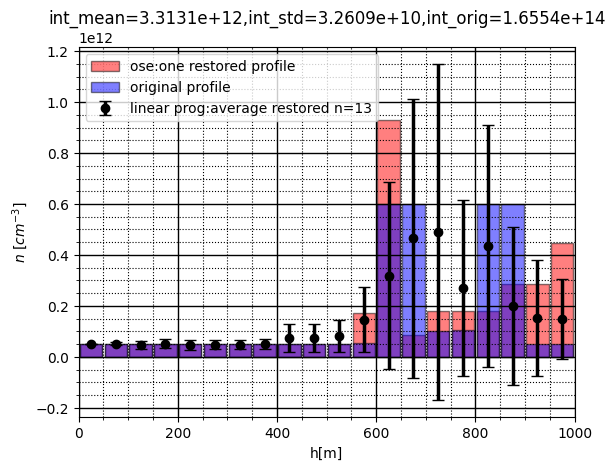 int_mean=3.3131e+12,int_std=3.2609e+10,int_orig=1.6554e+14
1e12
ose:one restored profile
original profile
linear prog:average restored n=13
1.2
1.0
0.8
0.6
0.4
0.2
0.0
−0.2
n [cm⁻³]
0 200 400 600 800 1000
h[m]